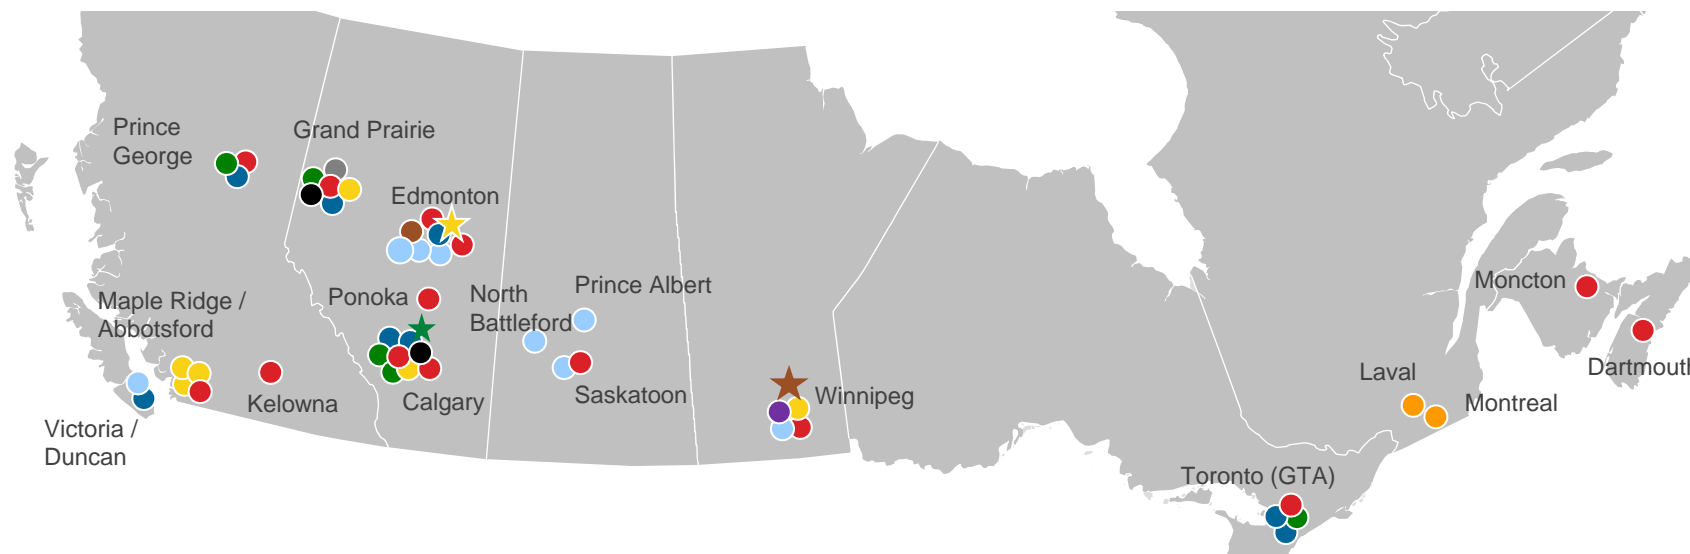 Prince
George
Grand Prairie
Edmonton
Maple Ridge /
Abbotsford
Ponoka
North
Battleford
Prince Albert
Kelowna
Calgary
Saskatoon
Winnipeg
Victoria /
Duncan
Moncton
Dartmouth
Laval
Montreal
Toronto (GTA)